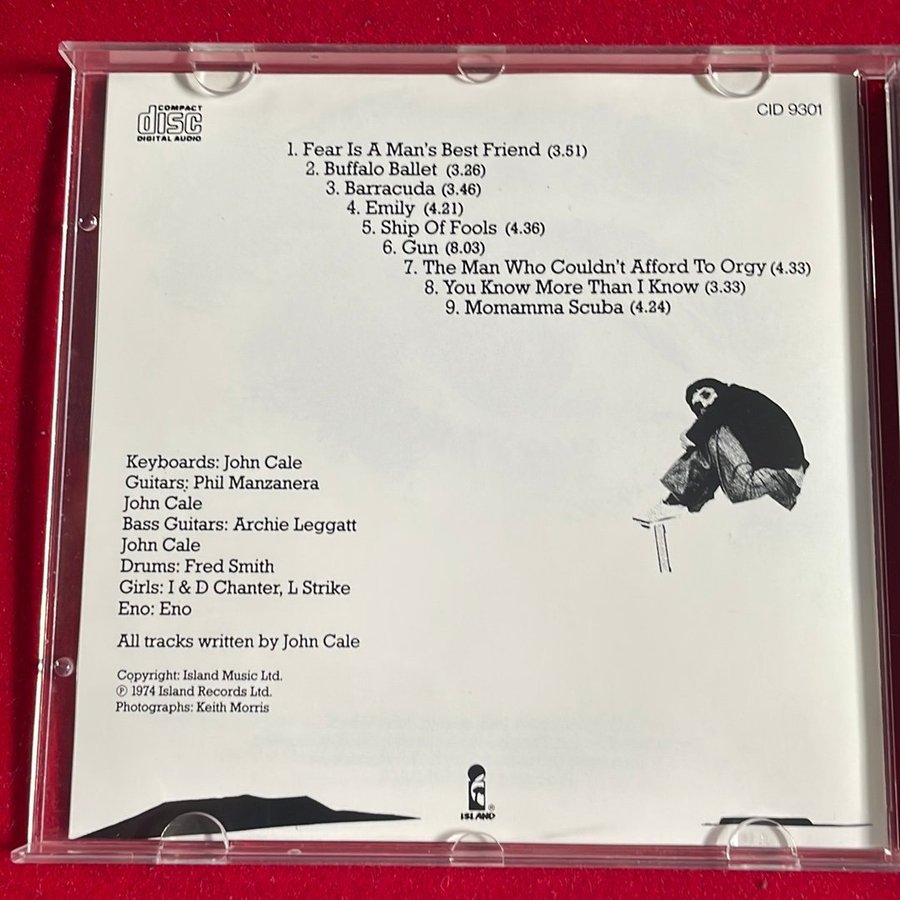 COMPACT
disc
DIGITAL AUDIO
CID 9301
1. Fear Is A Man's Best Friend (3.51)
2. Buffalo Ballet (3.26)
3. Barracuda (3.46)
4. Emily (4.21)
5. Ship Of Fools (4.36)
6. Gun (8.03)
7. The Man Who Couldn't Afford To Orgy (4.33)
8. You Know More Than I Know (3.33)
9. Momamma Scuba (4.24)
Keyboards: John Cale
Guitars: Phil Manzanera
John Cale
Bass Guitars: Archie Leggatt
John Cale
Drums: Fred Smith
Girls: I & D Chanter, L Strike
Eno: Eno
All tracks written by John Cale
Copyright: Island Music Ltd.
℗ 1974 Island Records Ltd.
Photographs: Keith Morris
ISLAND®